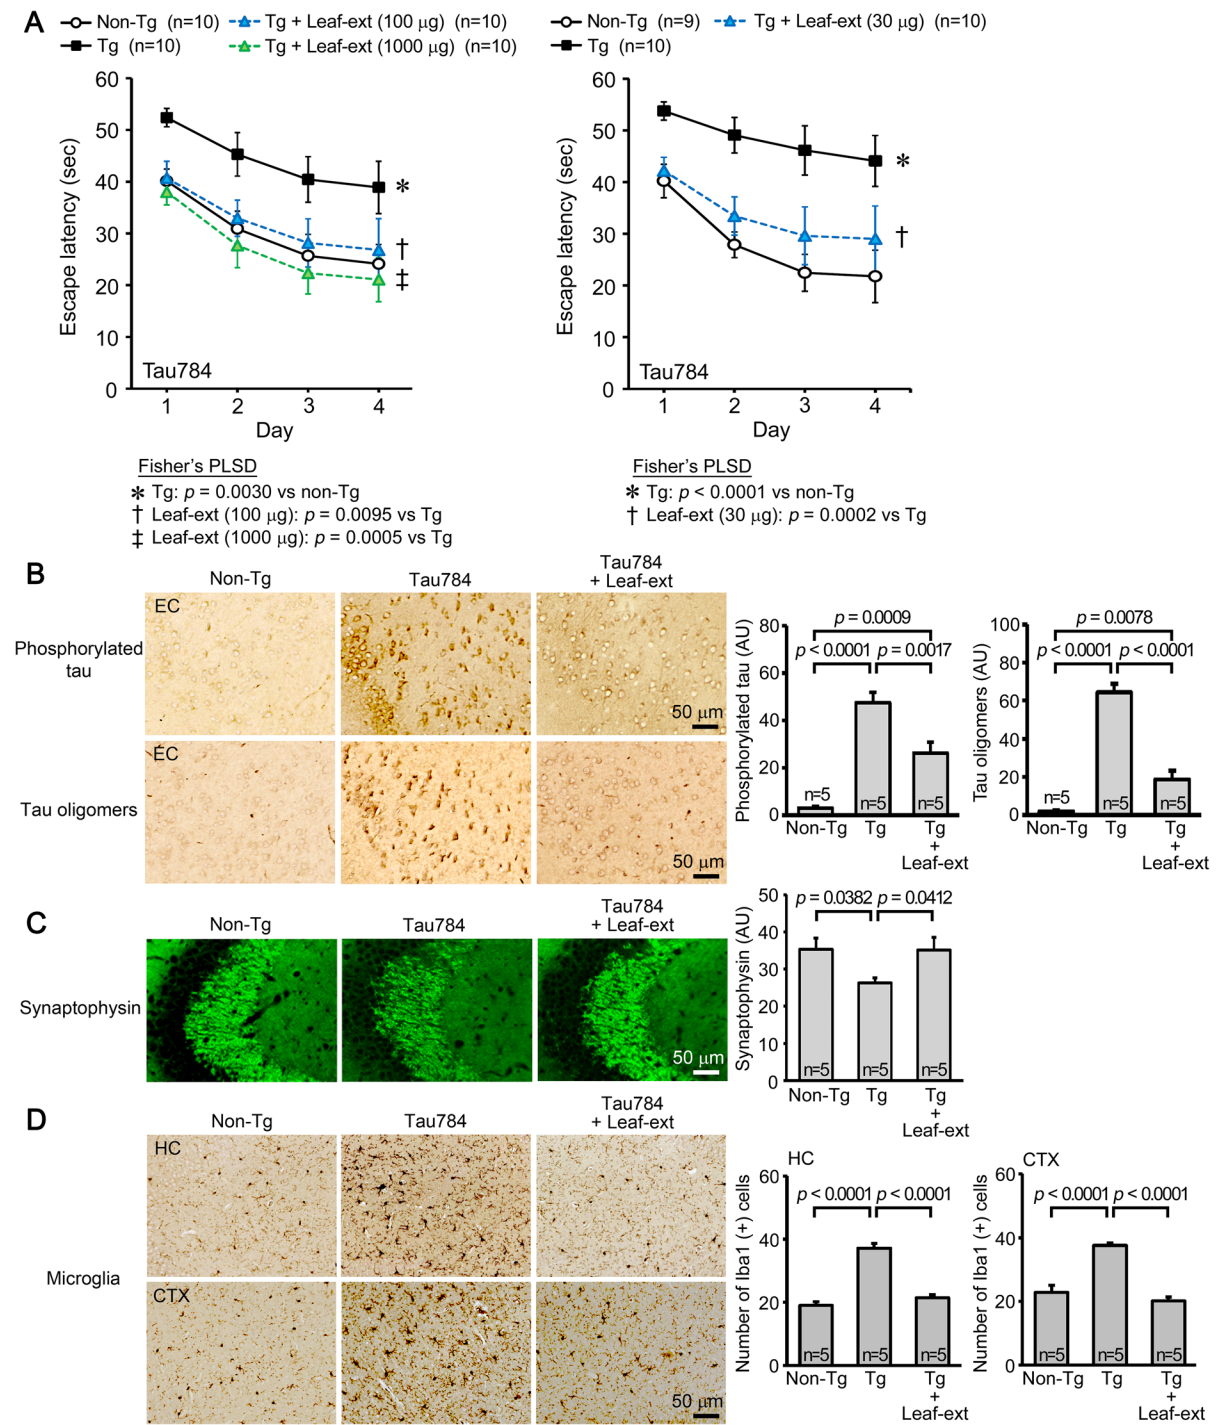 A
Non-Tg (n=10)
Tg + Leaf-ext (100 μg) (n=10)
Tg (n=10)
Tg + Leaf-ext (1000 μg) (n=10)
Non-Tg (n=9)
Tg + Leaf-ext (30 μg) (n=10)
Tg (n=10)
Escape latency (sec)
60
50
40
30
20
10
0
*
†
‡
Tau784
1 2 3 4
Day
Escape latency (sec)
60
50
40
30
20
10
0
*
†
Tau784
1 2 3 4
Day
Fisher's PLSD
* Tg: p = 0.0030 vs non-Tg
† Leaf-ext (100 μg): p = 0.0095 vs Tg
‡ Leaf-ext (1000 μg): p = 0.0005 vs Tg
Fisher's PLSD
* Tg: p < 0.0001 vs non-Tg
† Leaf-ext (30 μg): p = 0.0002 vs Tg
B
Non-Tg
Tau784
Tau784
+ Leaf-ext
Phosphorylated
tau
EC
50 μm
Tau oligomers
EC
50 μm
Phosphorylated tau (AU)
80
60
40
20
0
p = 0.0009
p < 0.0001
p = 0.0017
n=5
n=5
n=5
Non-Tg
Tg
Tg
+
Leaf-ext
Tau oligomers (AU)
100
80
60
40
20
0
p = 0.0078
p < 0.0001
p < 0.0001
n=5
n=5
n=5
Non-Tg
Tg
Tg
+
Leaf-ext
C
Non-Tg
Tau784
Tau784
+ Leaf-ext
Synaptophysin
50 μm
Synaptophysin (AU)
50
40
30
20
10
0
p = 0.0382
p = 0.0412
n=5
n=5
n=5
Non-Tg
Tg
Tg
+
Leaf-ext
D
Non-Tg
Tau784
Tau784
+ Leaf-ext
Microglia
HC
CTX
50 μm
HC
Number of Iba1 (+) cells
60
40
20
0
p < 0.0001
p < 0.0001
n=5
n=5
n=5
Non-Tg
Tg
Tg
+
Leaf-ext
CTX
Number of Iba1 (+) cells
60
40
20
0
p < 0.0001
p < 0.0001
n=5
n=5
n=5
Non-Tg
Tg
Tg
+
Leaf-ext